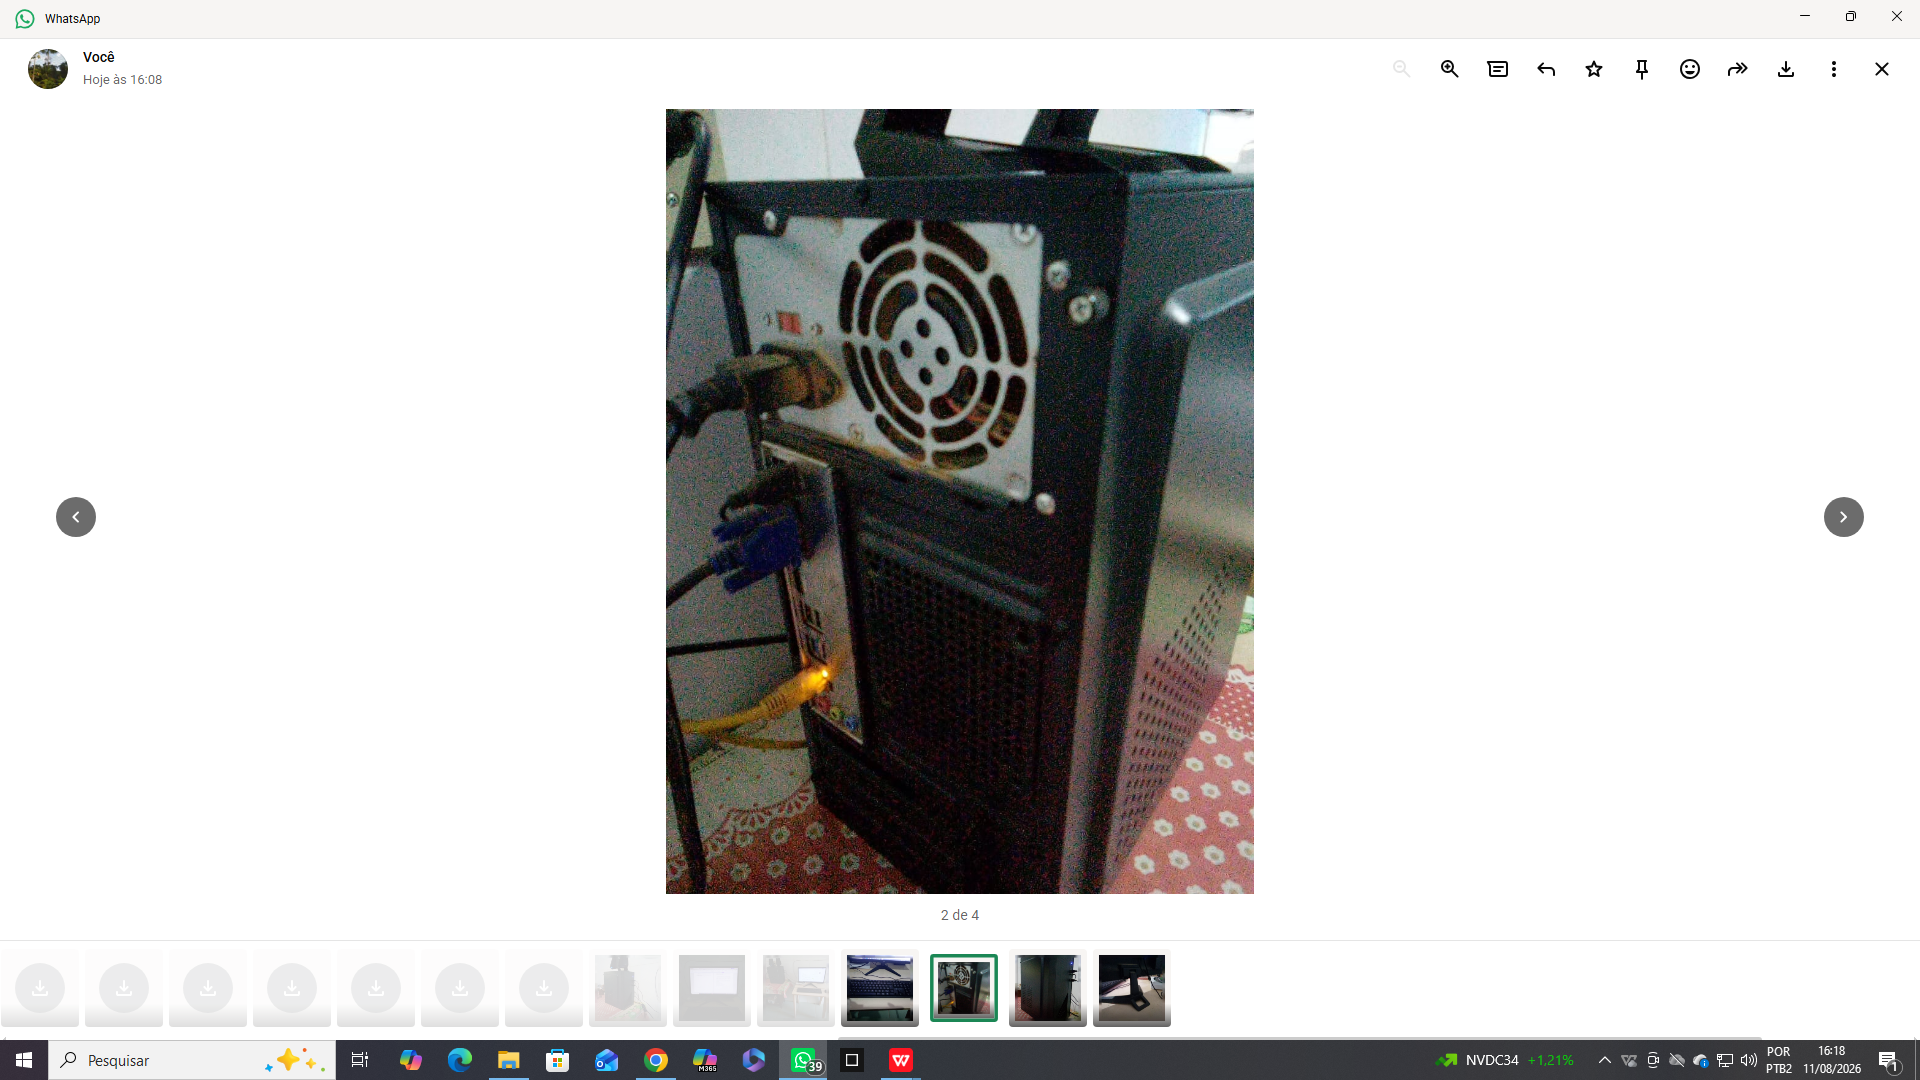 WhatsApp
Você
Hoje às 16:08
2 de 4
Pesquisar
M365
39
NVDC34 +1,21%
POR
PTB2
16:18
11/08/2026
1